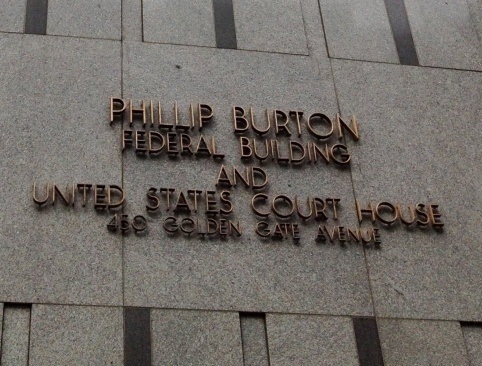 PHILLIP BURTON
FEDERAL BUILDING
AND
UNITED STATES COURT HOUSE
450 GOLDEN GATE AVENUE